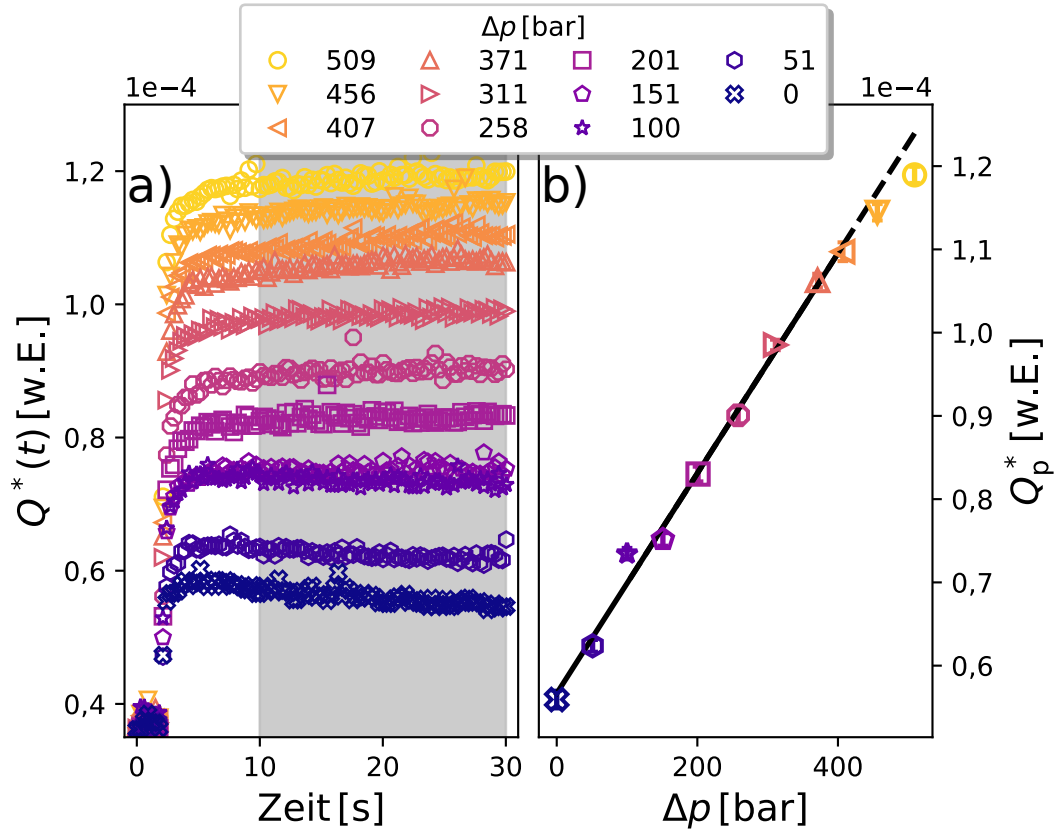 Δp [bar]
509 371 201 51
456 311 151 0
407 258 100
1e−4 1e−4
a) b)
1,2
1,0
0,8
0,6
0,4
Q*(t) [w.E.]
0 10 20 30
Zeit [s]
1,2
1,1
1,0
0,9
0,8
0,7
0,6
Q*p [w.E.]
0 200 400
Δp [bar]